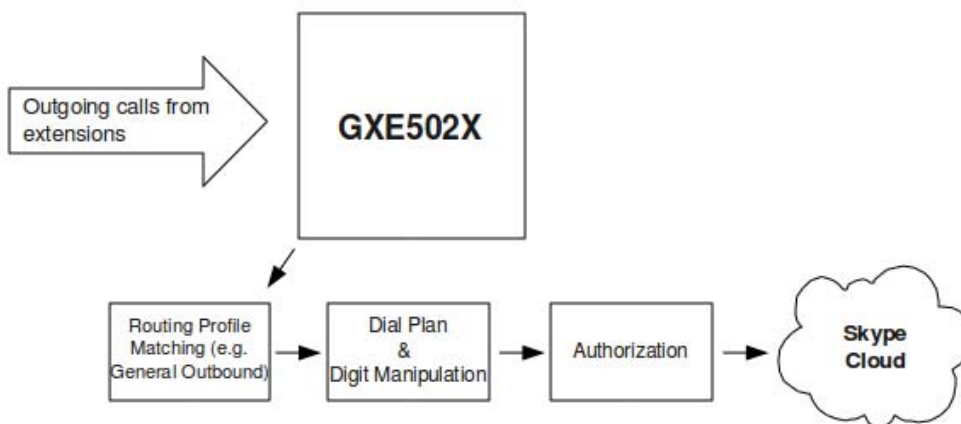 Outgoing calls from
extensions
GXE502X
Routing Profile
Matching (e.g.
General Outbound)
Dial Plan
&
Digit Manipulation
Authorization
Skype
Cloud